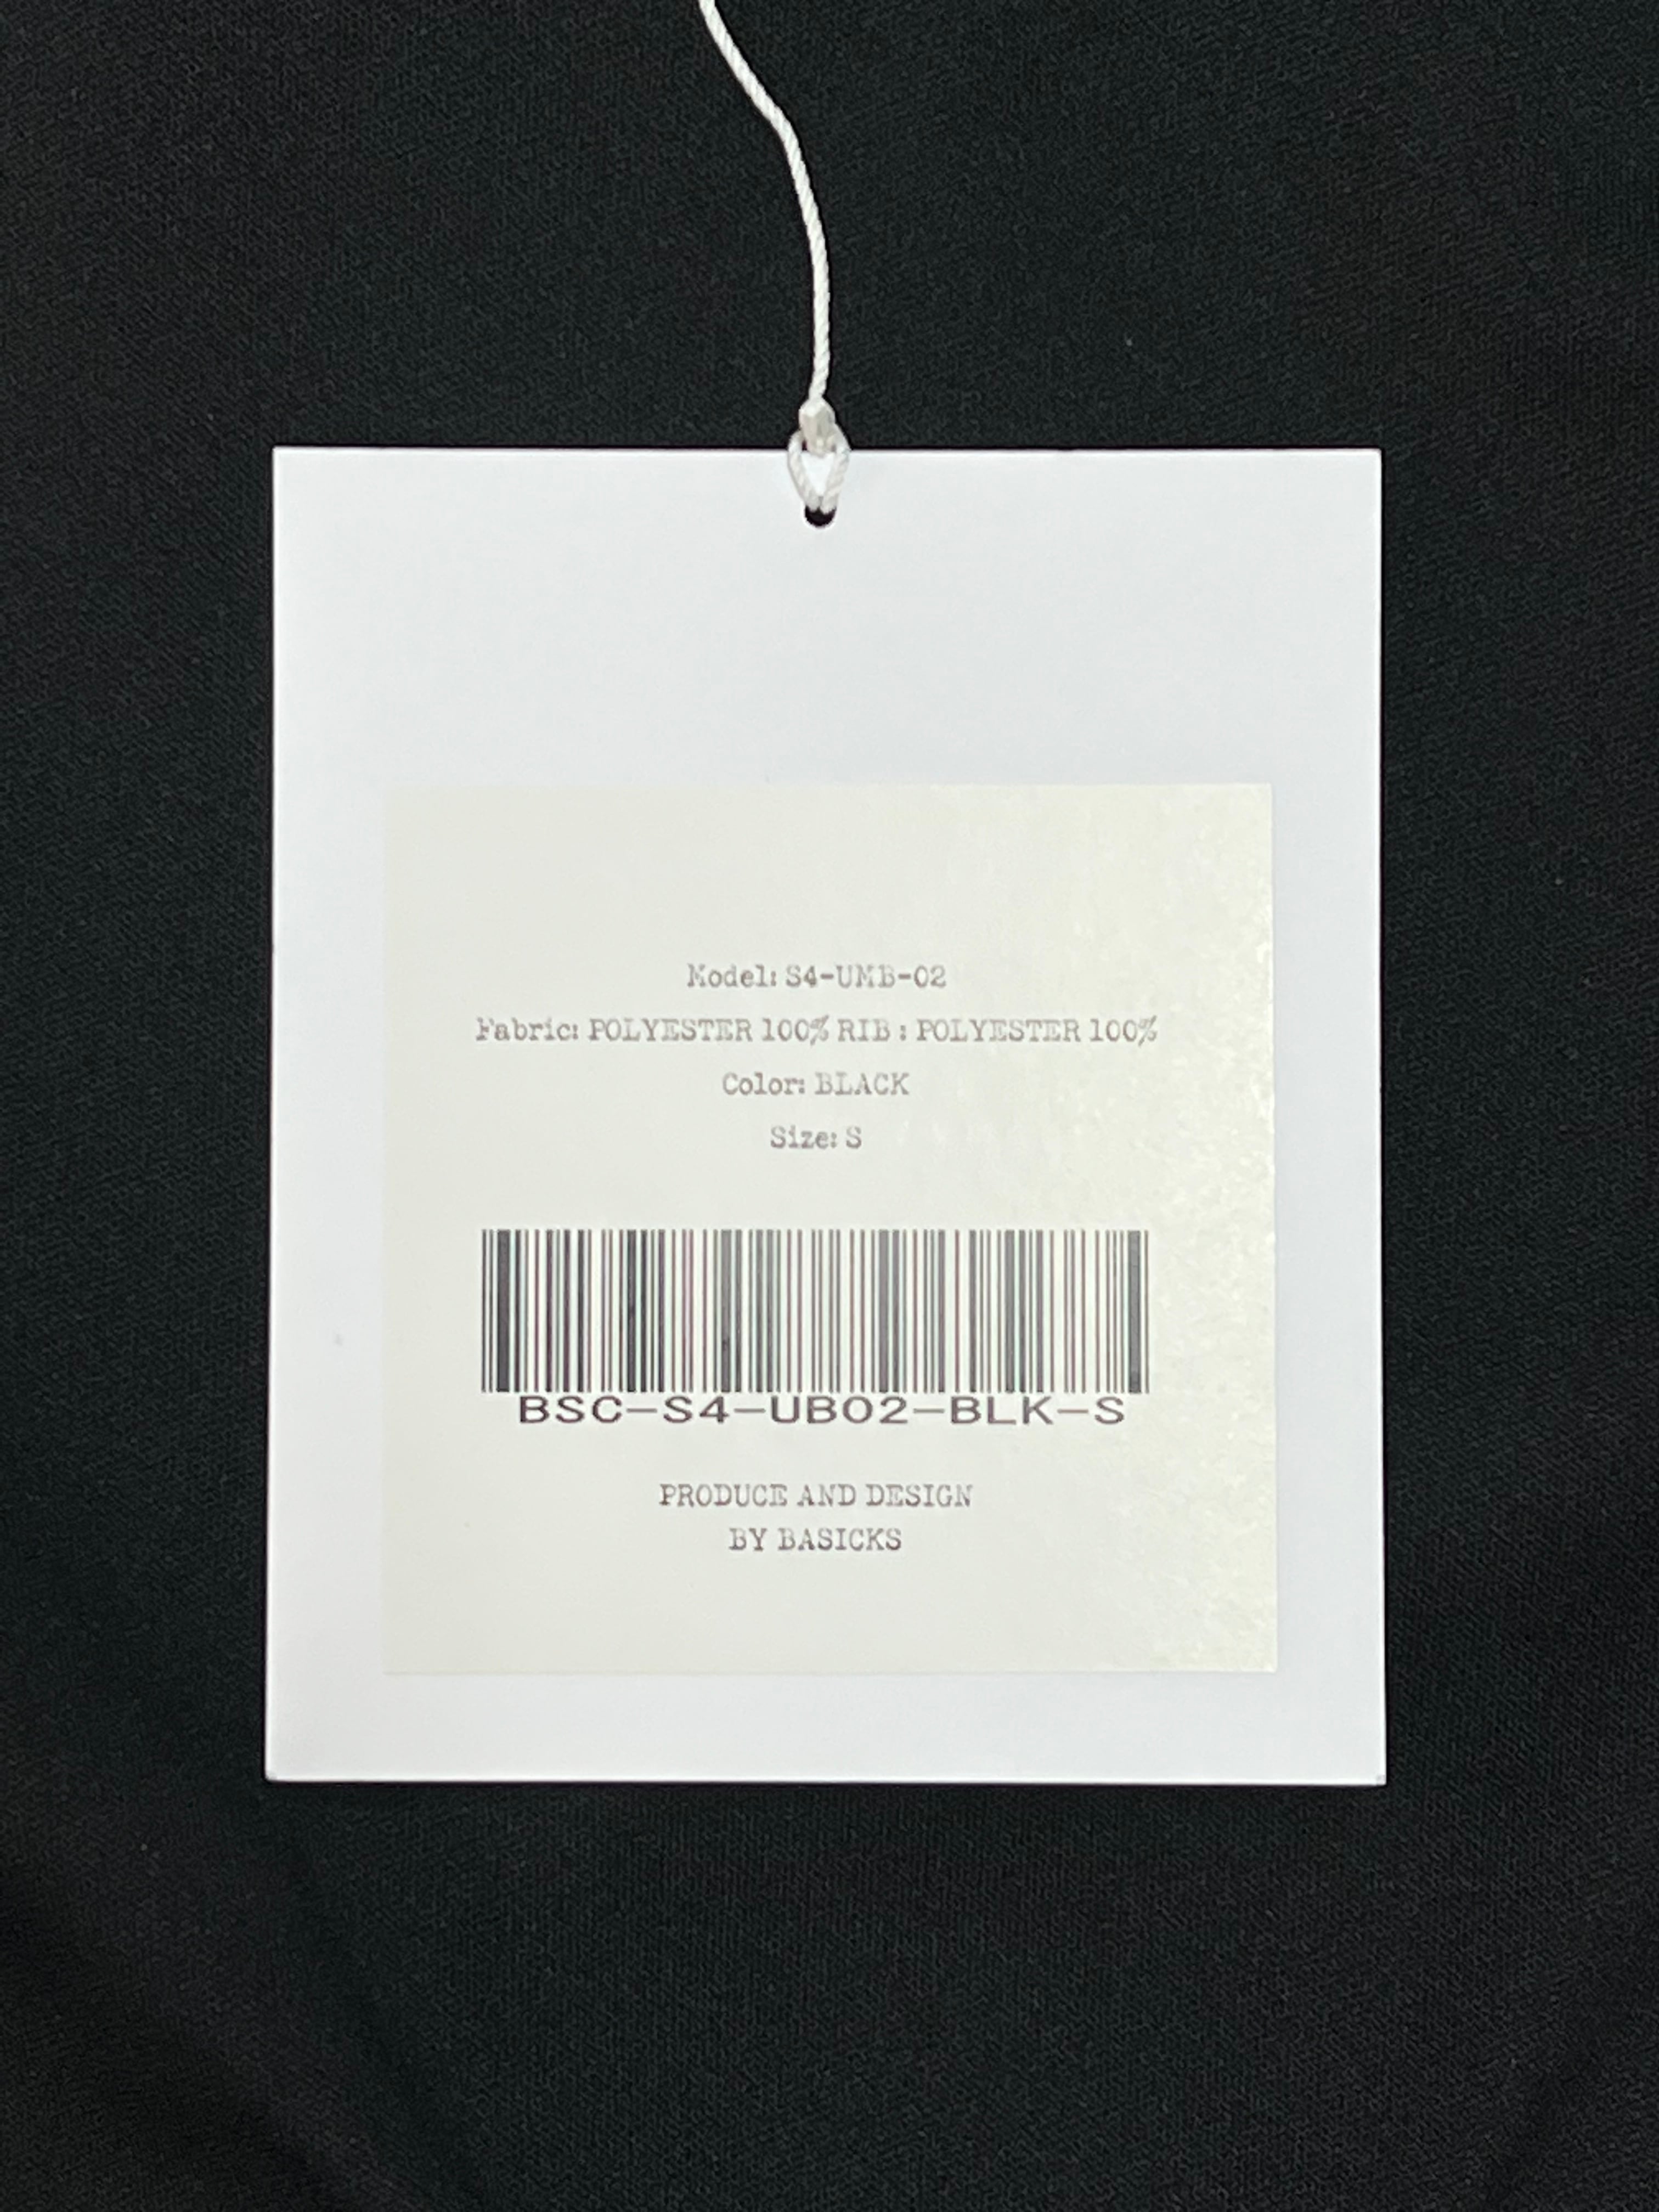 Model: S4-UMB-02
Fabric: POLYESTER 100% RIB : POLYESTER 100%
Color: BLACK
Size: S
BSC-S4-UB02-BLK-S
PRODUCE AND DESIGN
BY BASICKS